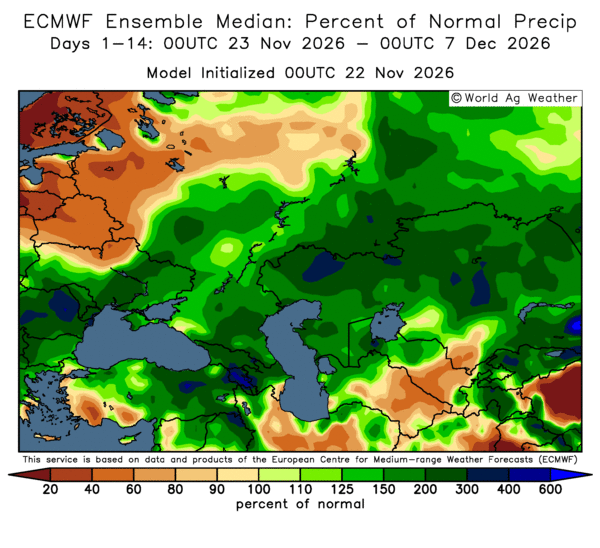 ECMWF Ensemble Median: Percent of Normal Precip
Days 1-14: 00UTC 23 Nov 2026 - 00UTC 7 Dec 2026
Model Initialized 00UTC 22 Nov 2026
©World Ag Weather
This service is based on data and products of the European Centre for Medium-range Weather Forecasts (ECMWF)
20 40 60 80 90 100 110 125 150 200 300 400 600
percent of normal